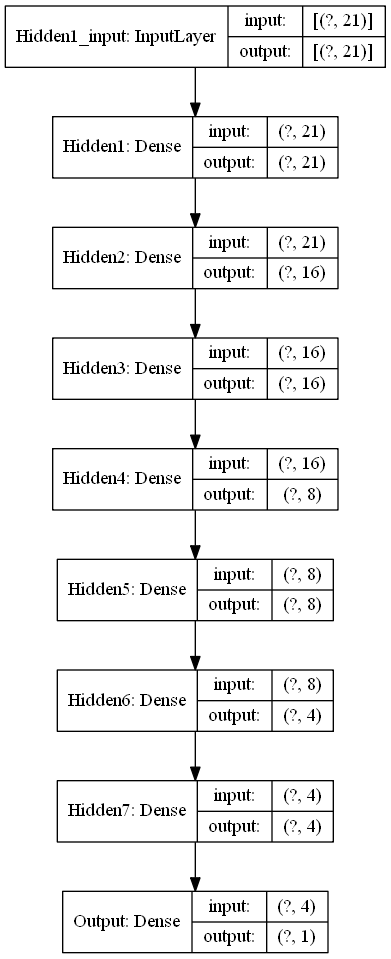 Hidden1_input: InputLayer
input: [(?, 21)]
output: [(?, 21)]
Hidden1: Dense
input: (?, 21)
output: (?, 21)
Hidden2: Dense
input: (?, 21)
output: (?, 16)
Hidden3: Dense
input: (?, 16)
output: (?, 16)
Hidden4: Dense
input: (?, 16)
output: (?, 8)
Hidden5: Dense
input: (?, 8)
output: (?, 8)
Hidden6: Dense
input: (?, 8)
output: (?, 4)
Hidden7: Dense
input: (?, 4)
output: (?, 4)
Output: Dense
input: (?, 4)
output: (?, 1)